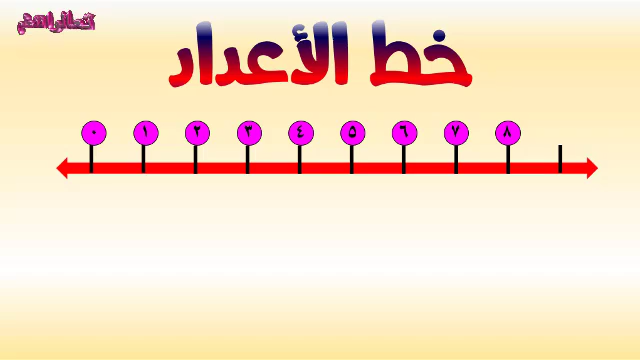 خط الأعداد
٠ ١ ٢ ٣ ٤ ٥ ٦ ٧ ٨